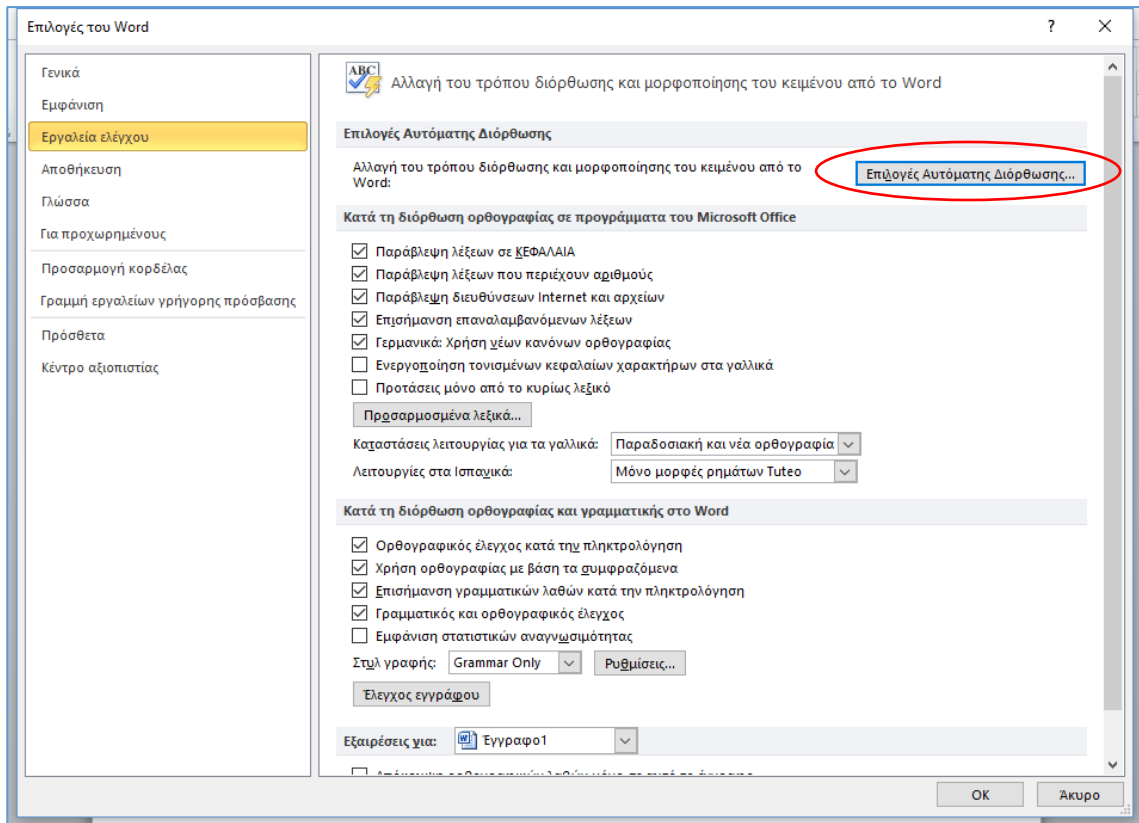 Επιλογές του Word
?
Γενικά
Εμφάνιση
Εργαλεία ελέγχου
Αποθήκευση
Γλώσσα
Για προχωρημένους
Προσαρμογή κορδέλας
Γραμμή εργαλείων γρήγορης πρόσβασης
Πρόσθετα
Κέντρο αξιοπιστίας
ABC
Αλλαγή του τρόπου διόρθωσης και μορφοποίησης του κειμένου από το Word
Επιλογές Αυτόματης Διόρθωσης
Αλλαγή του τρόπου διόρθωσης και μορφοποίησης του κειμένου από το
Word:
Επιλογές Αυτόματης Διόρθωσης...
Κατά τη διόρθωση ορθογραφίας σε προγράμματα του Microsoft Office
Παράβλεψη λέξεων σε ΚΕΦΑΛΑΙΑ
Παράβλεψη λέξεων που περιέχουν αριθμούς
Παράβλεψη διευθύνσεων Internet και αρχείων
Επισήμανση επαναλαμβανόμενων λέξεων
Γερμανικά: Χρήση νέων κανόνων ορθογραφίας
Ενεργοποίηση τονισμένων κεφαλαίων χαρακτήρων στα γαλλικά
Προτάσεις μόνο από το κυρίως λεξικό
Προσαρμοσμένα λεξικά...
Καταστάσεις λειτουργίας για τα γαλλικά: Παραδοσιακή και νέα ορθογραφία
Λειτουργίες στα Ισπανικά: Μόνο μορφές ρημάτων Tuteo
Κατά τη διόρθωση ορθογραφίας και γραμματικής στο Word
Ορθογραφικός έλεγχος κατά την πληκτρολόγηση
Χρήση ορθογραφίας με βάση τα συμφραζόμενα
Επισήμανση γραμματικών λαθών κατά την πληκτρολόγηση
Γραμματικός και ορθογραφικός έλεγχος
Εμφάνιση στατιστικών αναγνωσιμότητας
Στυλ γραφής: Grammar Only Ρυθμίσεις...
Έλεγχος εγγράφου
Εξαιρέσεις για: Έγγραφο1
OK Άκυρο